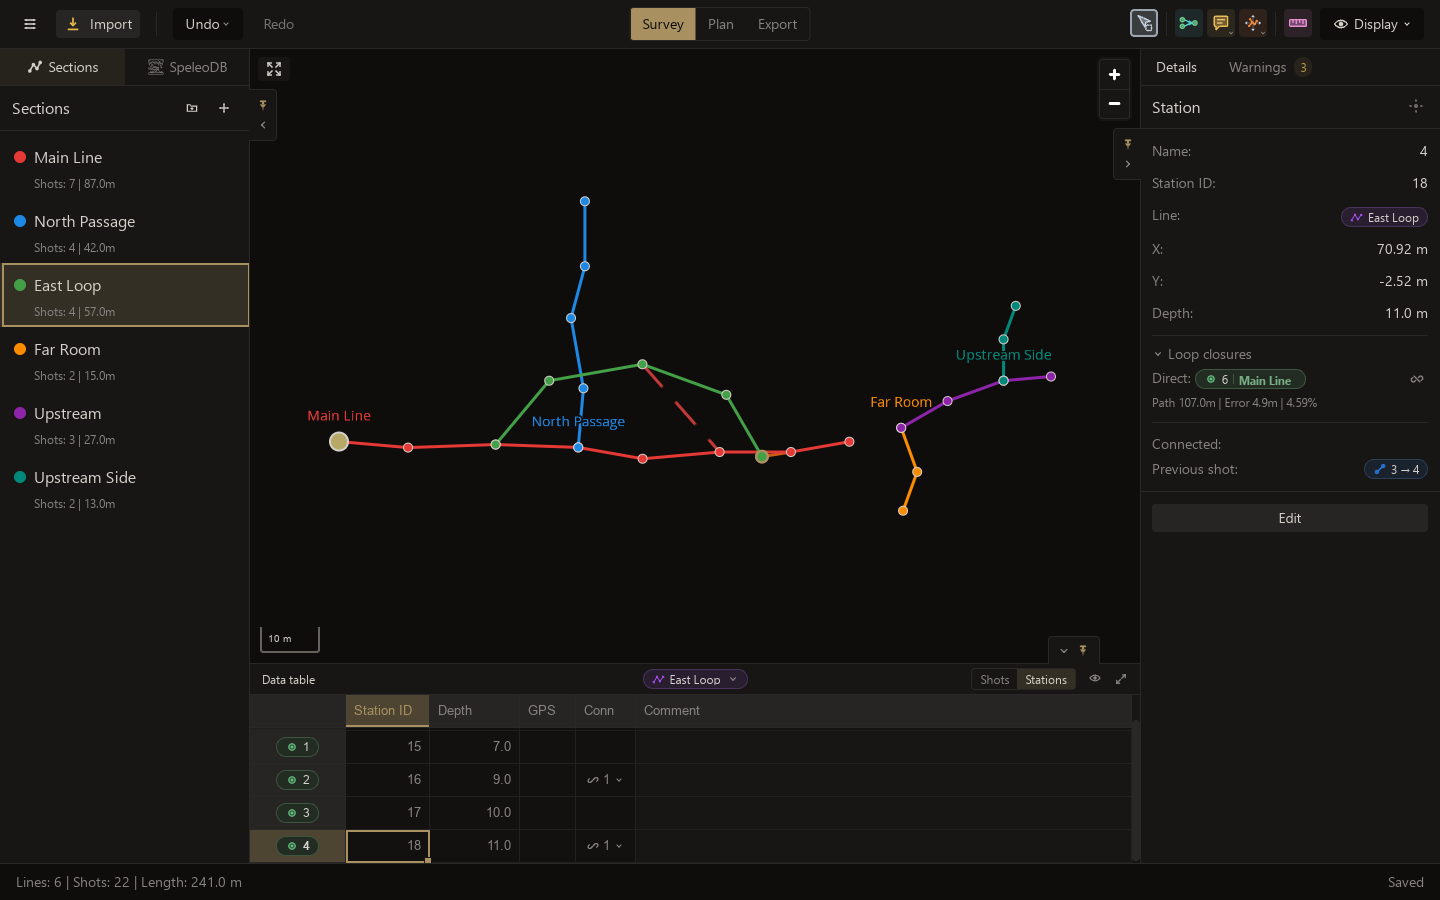 Import
Undo
Redo
Survey
Plan
Export
Display
Sections
SpeleoDB
Sections
Main Line
Shots: 7 | 87.0m
North Passage
Shots: 4 | 42.0m
East Loop
Shots: 4 | 57.0m
Far Room
Shots: 2 | 15.0m
Upstream
Shots: 3 | 27.0m
Upstream Side
Shots: 2 | 13.0m
Main Line
North Passage
Far Room
Upstream Side
10 m
Details
Warnings 3
Station
Name: 4
Station ID: 18
Line: East Loop
X: 70.92 m
Y: -2.52 m
Depth: 11.0 m
Loop closures
Direct: 6 | Main Line
Path 107.0m | Error 4.9m | 4.59%
Connected:
Previous shot: 3→4
Edit
Data table
East Loop
Shots
Stations
Station ID Depth GPS Conn Comment
1 15 7.0
2 16 9.0 1
3 17 10.0
4 18 11.0 1
Lines: 6 | Shots: 22 | Length: 241.0 m
Saved